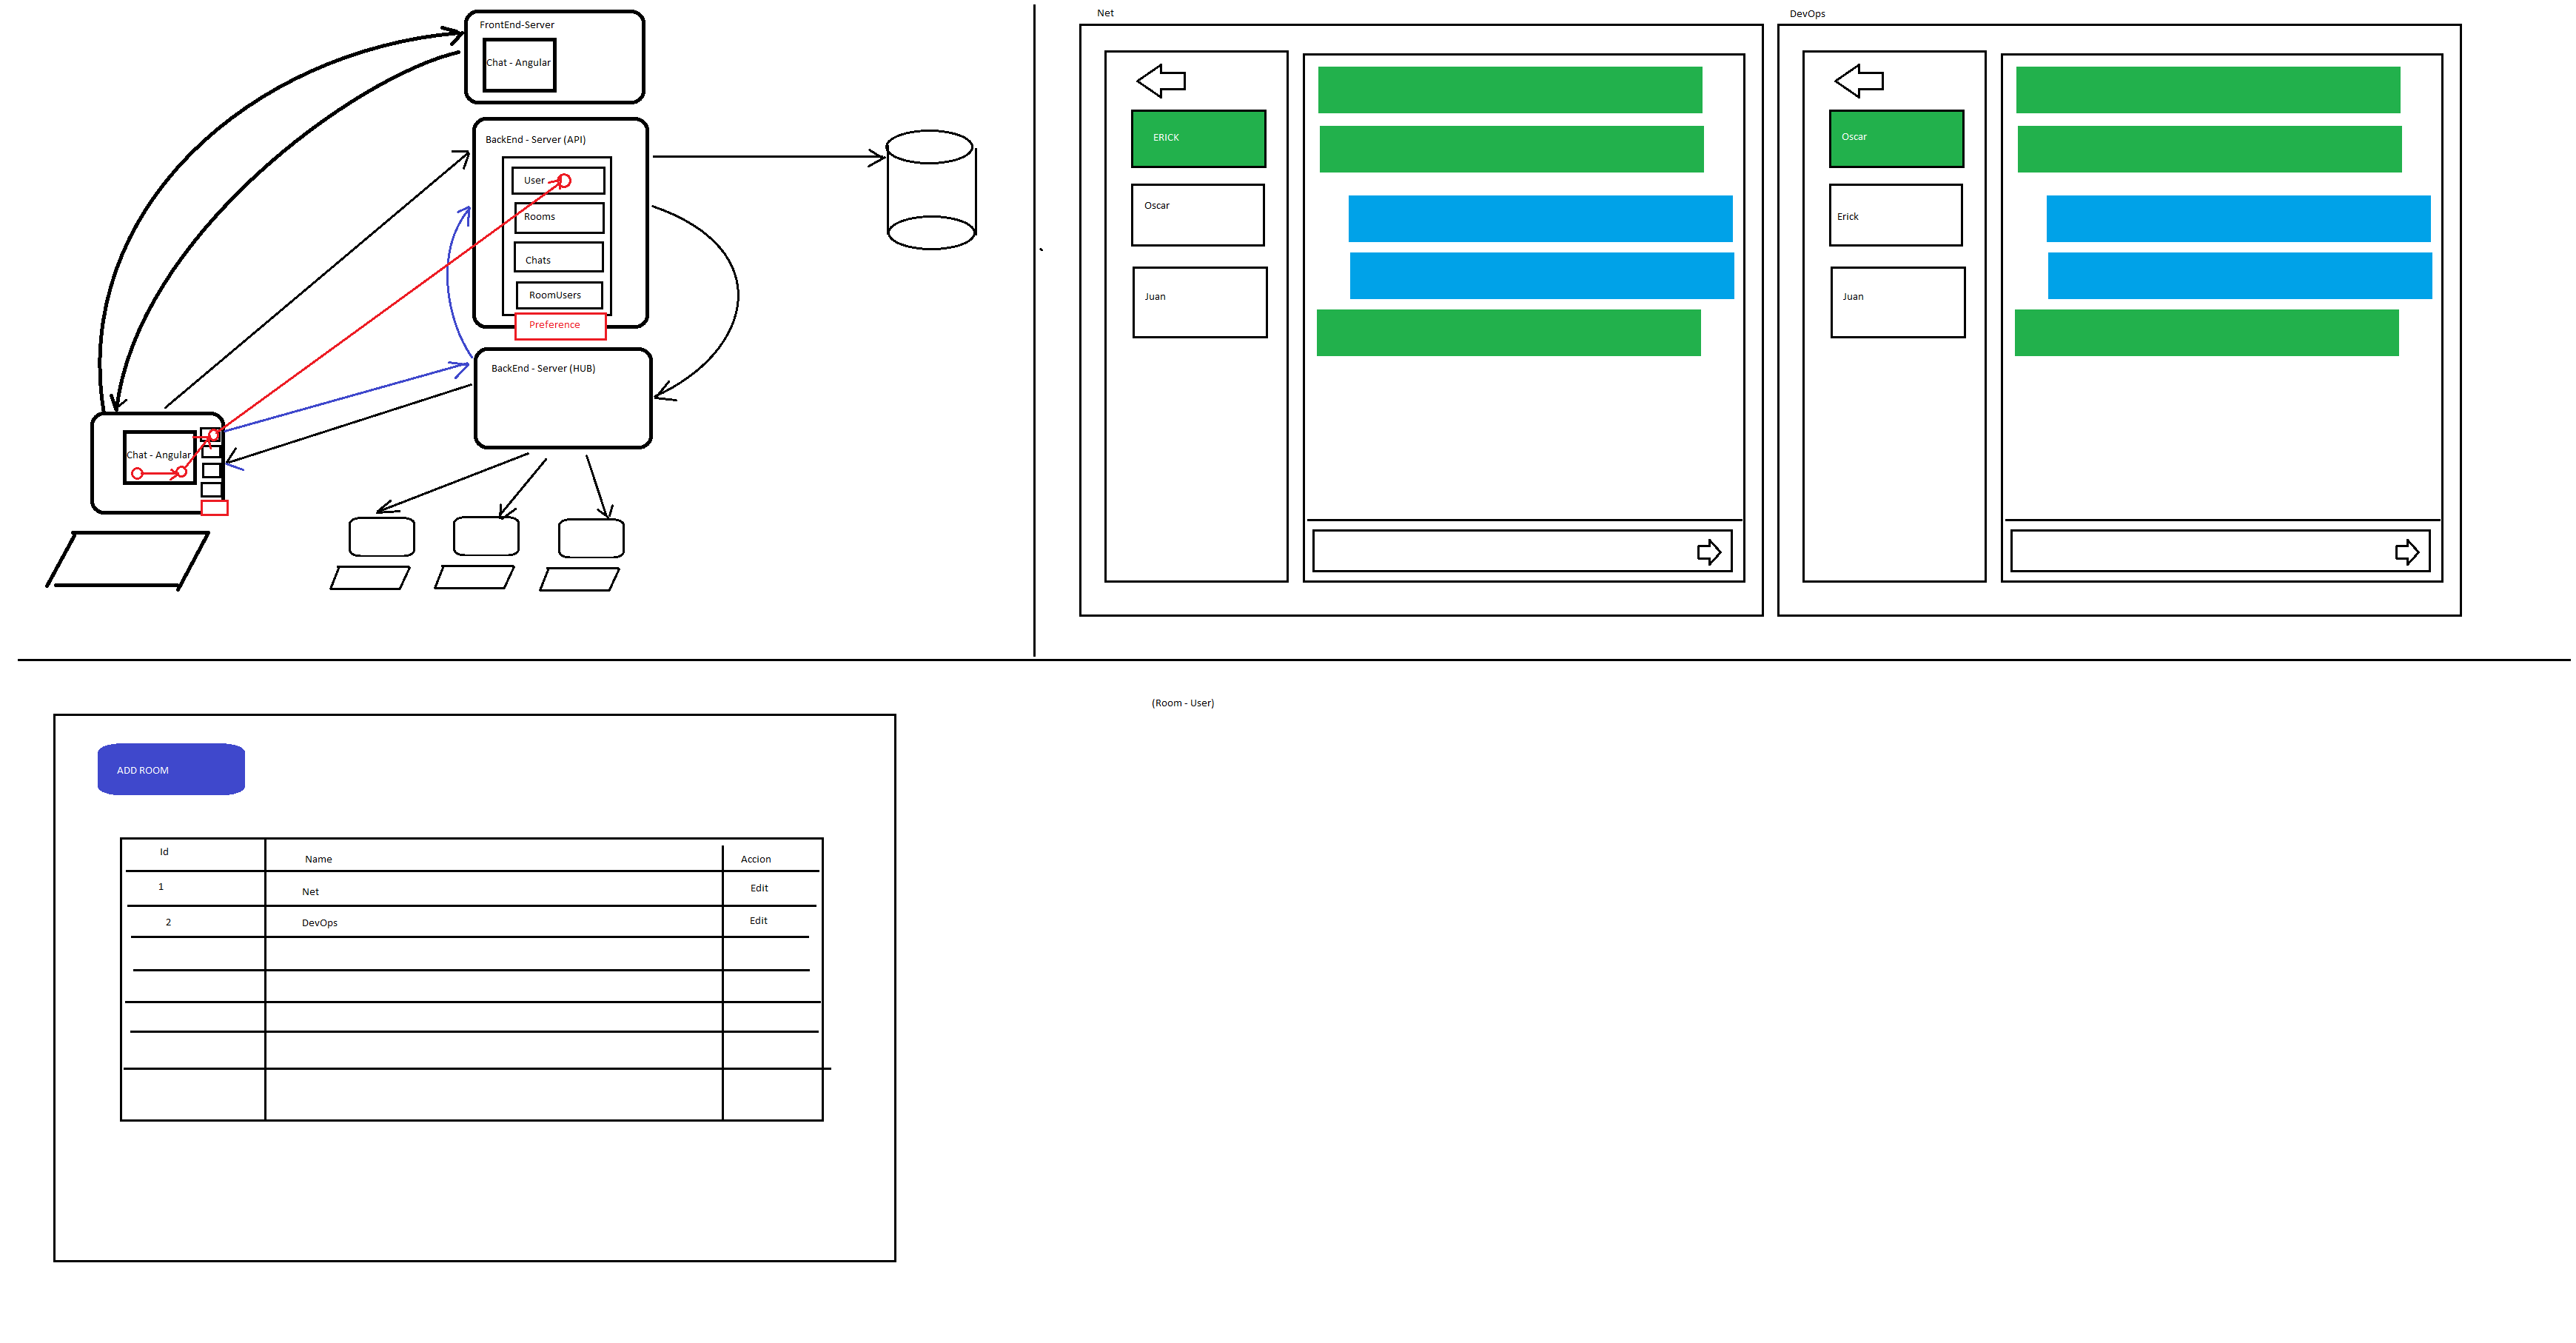 FrontEnd-Server
Chat - Angular
BackEnd - Server (API)
User
Rooms
Chats
RoomUsers
Preference
BackEnd - Server (HUB)
Chat - Angular
Net
ERICK
Oscar
Juan
DevOps
Oscar
Erick
Juan
ADD ROOM
Id
Name
Accion
1
Net
Edit
2
DevOps
Edit
(Room - User)